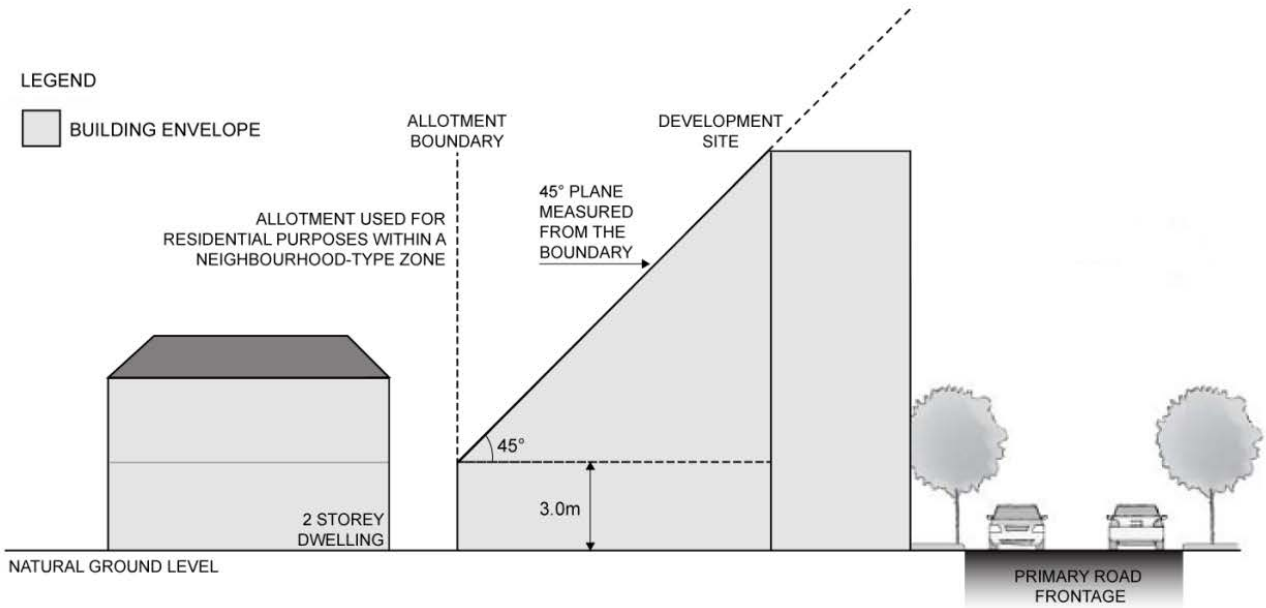 LEGEND
BUILDING ENVELOPE
ALLOTMENT
BOUNDARY
DEVELOPMENT
SITE
45° PLANE
MEASURED
FROM THE
BOUNDARY
ALLOTMENT USED FOR
RESIDENTIAL PURPOSES WITHIN A
NEIGHBOURHOOD-TYPE ZONE
45°
3.0m
2 STOREY
DWELLING
NATURAL GROUND LEVEL
PRIMARY ROAD
FRONTAGE